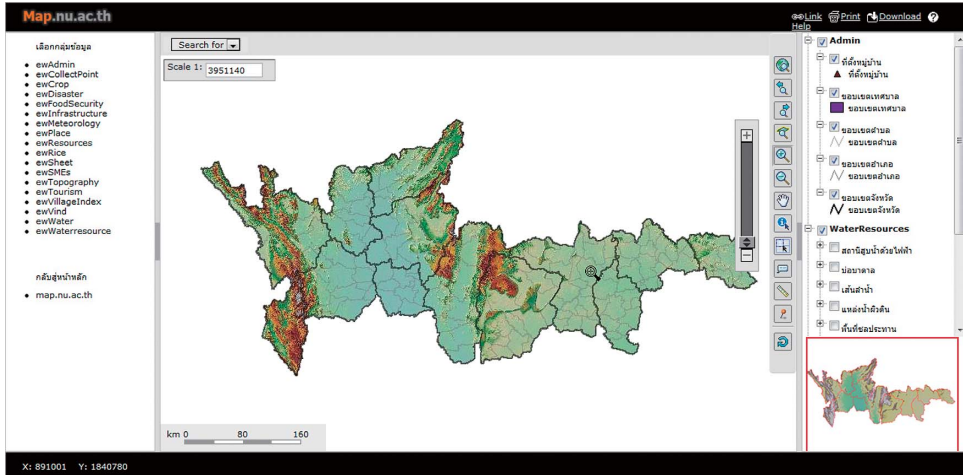 Map.nu.ac.th
Link Print Download ?
Help
เลือกกลุ่มข้อมูล
ewAdmin
ewCollectPoint
ewCrop
ewDisaster
ewFoodSecurity
ewInfrastructure
ewMeteorology
ewPlace
ewResources
ewRice
ewSheet
ewSMEs
ewTopography
ewTourism
ewVillageIndex
ewVind
ewWater
ewWaterresource
กลับสู่หน้าหลัก
map.nu.ac.th
Search for
Scale 1: 3951140
km 0 80 160
Admin
ที่ตั้งหมู่บ้าน
ที่ตั้งหมู่บ้าน
ขอบเขตเทศบาล
ขอบเขตเทศบาล
ขอบเขตตำบล
ขอบเขตตำบล
ขอบเขตอำเภอ
ขอบเขตอำเภอ
ขอบเขตจังหวัด
ขอบเขตจังหวัด
WaterResources
สถานีสูบน้ำด้วยไฟฟ้า
บ่อบาดาล
เส้นลำน้ำ
แหล่งน้ำผิวดิน
พื้นที่ชลประทาน
X: 891001 Y: 1840780